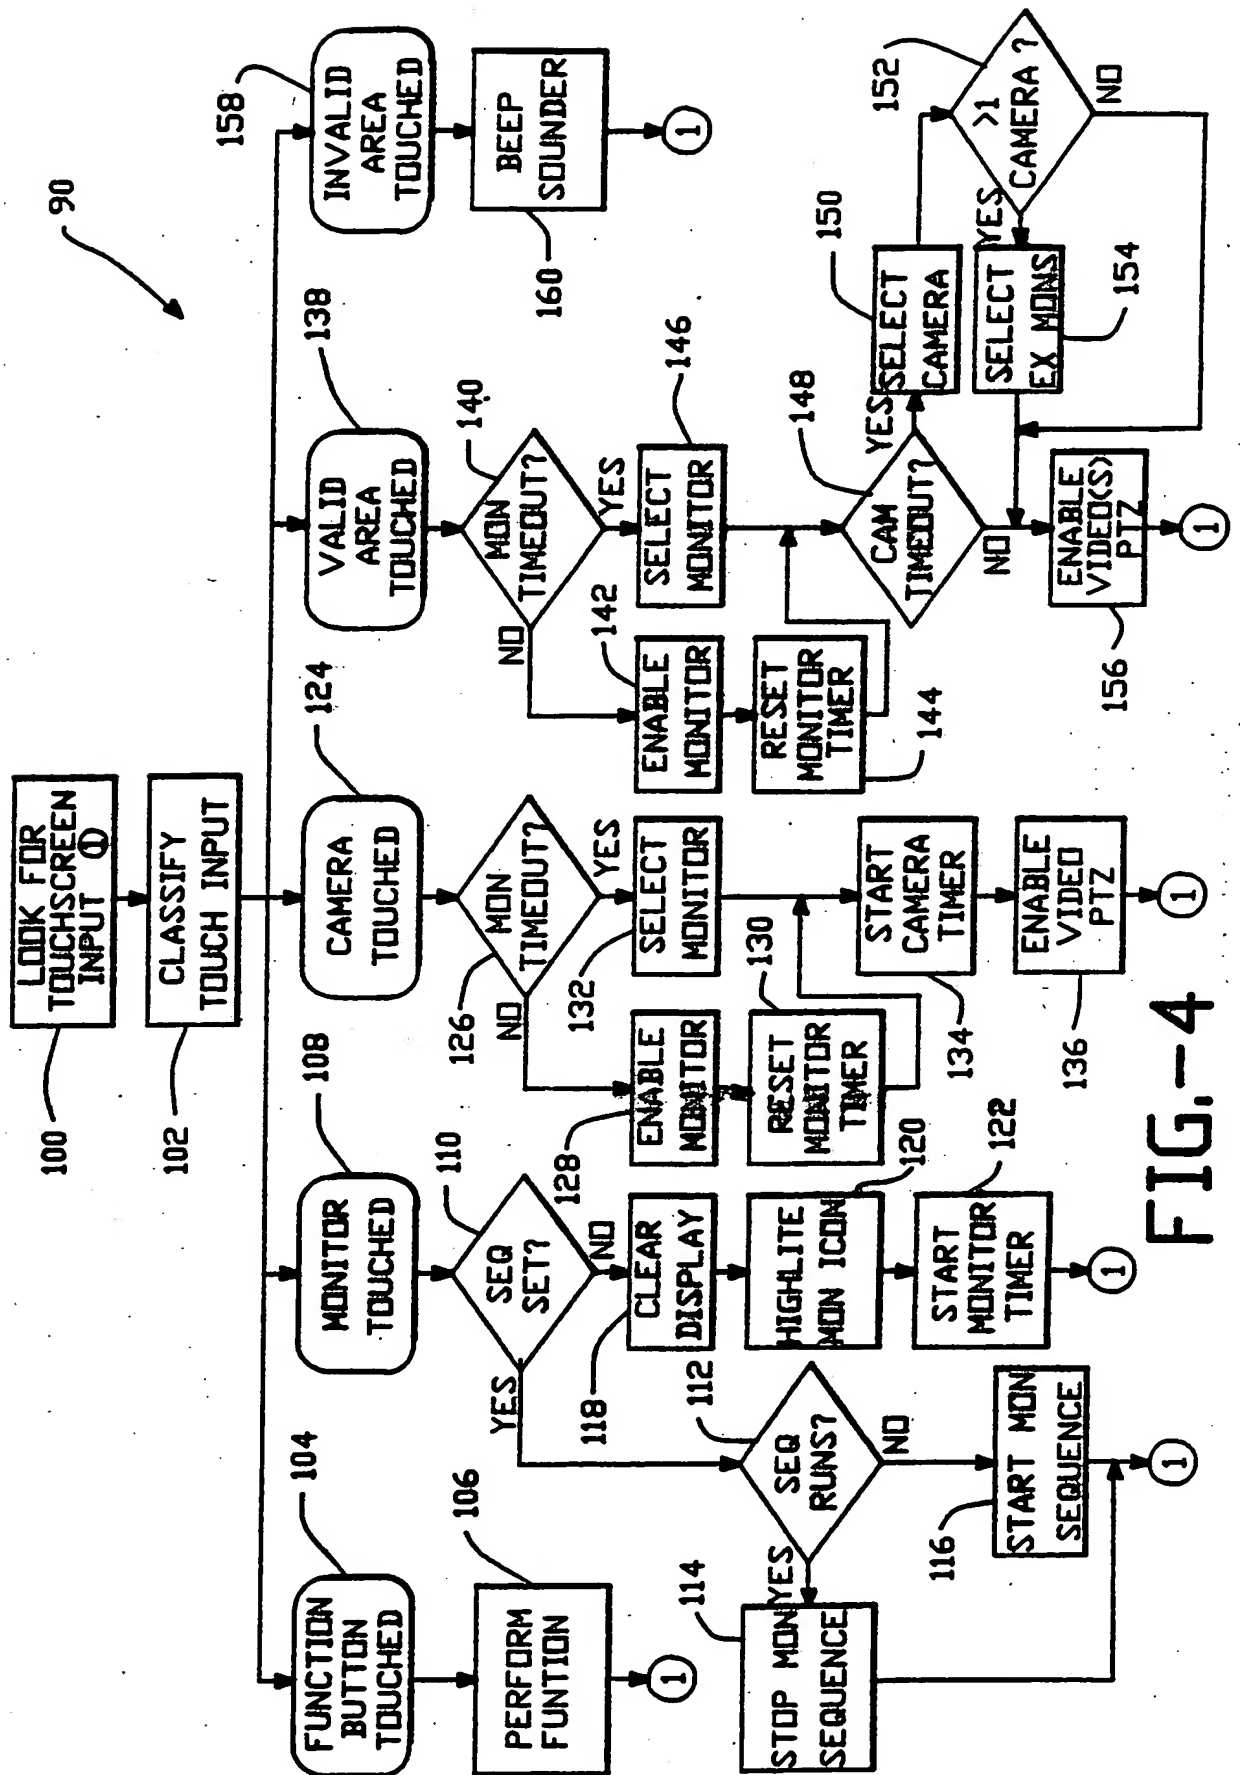 90
LOOK FOR
TOUCHSCREEN
INPUT ①
100
CLASSIFY
TOUCH INPUT
102
FUNCTION
BUTTON
TOUCHED
104
PERFORM
FUNTION
106
1
MONITOR
TOUCHED
108
SEQ
SET?
110
YES
NO
SEQ
RUNS?
112
YES
NO
STOP MON
SEQUENCE
114
START MON
SEQUENCE
116
1
CLEAR
DISPLAY
118
HIGHLITE
MON ICON
120
START
MONITOR
TIMER
122
1
CAMERA
TOUCHED
124
MON
TIMEOUT?
126
NO
YES
ENABLE
MONITOR
128
RESET
MONITOR
TIMER
130
SELECT
MONITOR
132
START
CAMERA
TIMER
134
ENABLE
VIDEO
PTZ
136
1
VALID
AREA
TOUCHED
138
MON
TIMEOUT?
140
NO
YES
ENABLE
MONITOR
142
RESET
MONITOR
TIMER
144
SELECT
MONITOR
146
CAM
TIMEOUT?
148
YES
NO
SELECT
CAMERA
150
>1
CAMERA ?
152
YES
NO
SELECT
EX MONS
154
ENABLE
VIDEO(S)
PTZ
156
1
INVALID
AREA
TOUCHED
158
BEEP
SOUNDER
160
1
FIG.-4